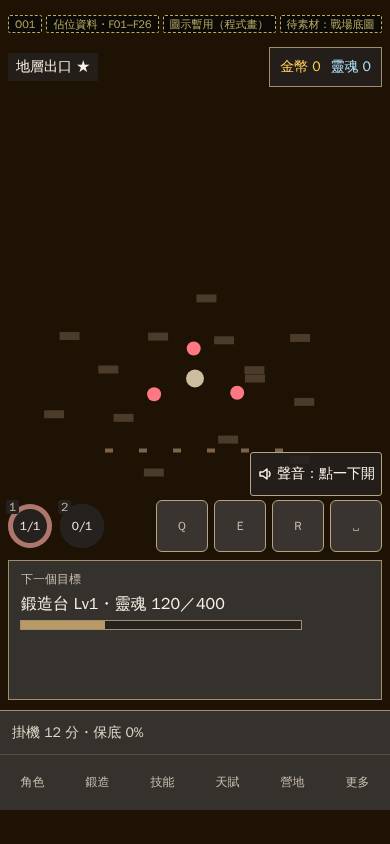 001 佔位資料・F01—F26 圖示暫用（程式畫） 待素材：戰場底圖
地層出口 ★
金幣 0 靈魂 0
聲音：點一下開
1 1/1 2 0/1 Q E R ␣
下一個目標
鍛造台 Lv1・靈魂 120／400
掛機 12 分・保底 0%
角色 鍛造 技能 天賦 營地 更多